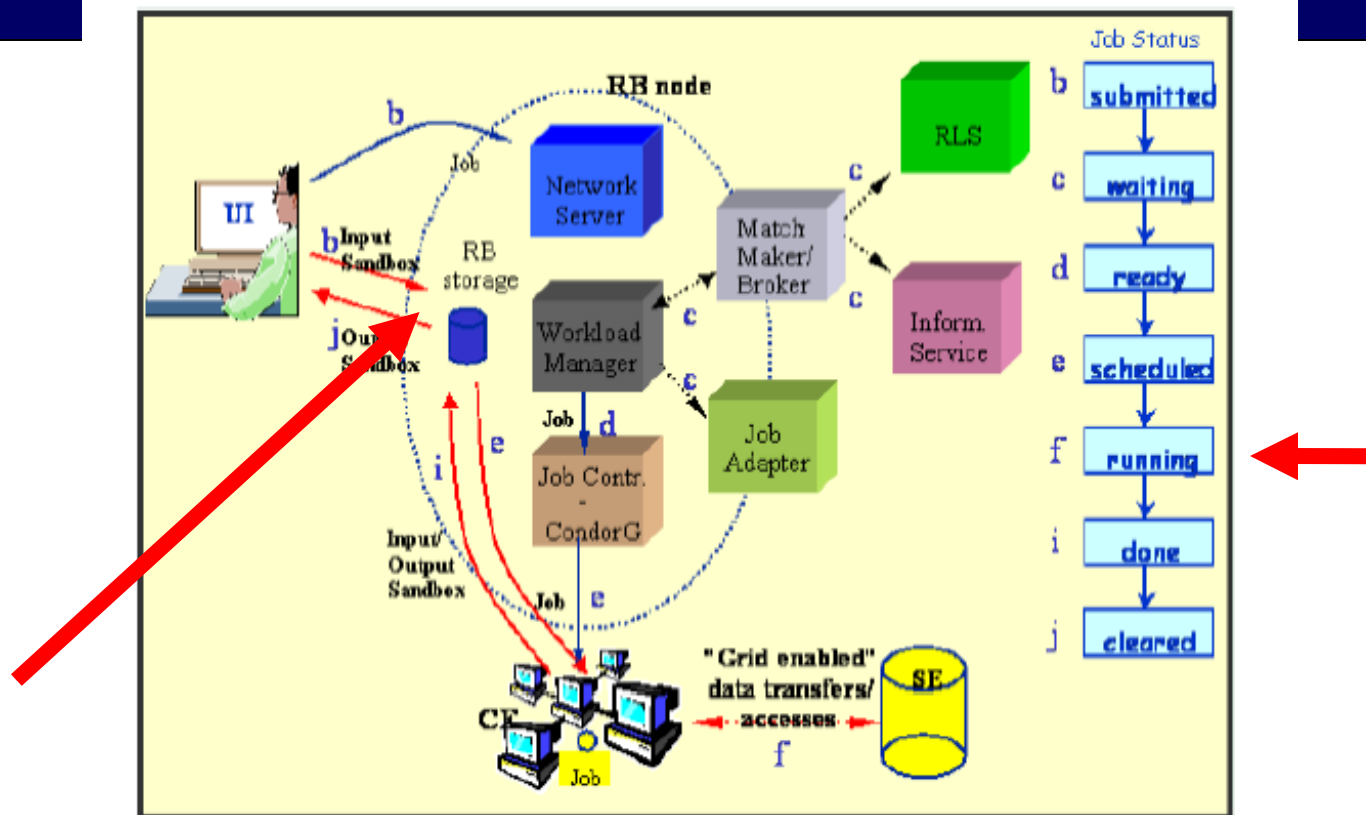 Job Status
RB node
b
submitted
b
RLS
Job
c
Network
Server
c
waiting
UI
Match
Maker/
Broker
b Input
Sandbox
RB
storage
d
ready
c
c
Inform.
Service
j
Sandbox
Workload
Manager
e
scheduled
c
Job
d
Job
Adapter
e
f
running
i
Job Contr.
-
CondorG
Input/
Output
Sandbox
i
done
Job
e
j
cleared
"Grid enabled"
data transfers/
accesses
SE
CE
f
Job